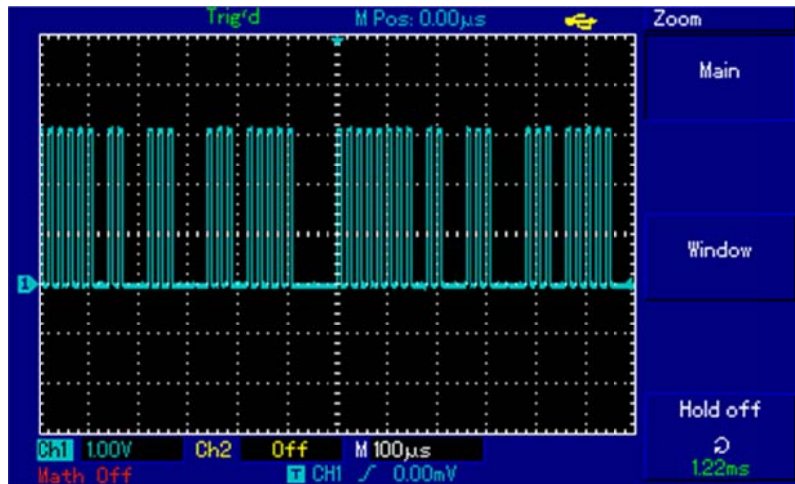 Trig'd M Pos: 0.00μs Zoom
Main
Window
1
Hold off
1.22ms
Ch1 1.00V Ch2 Off M 100μs
Math Off T CH1 0.00mV